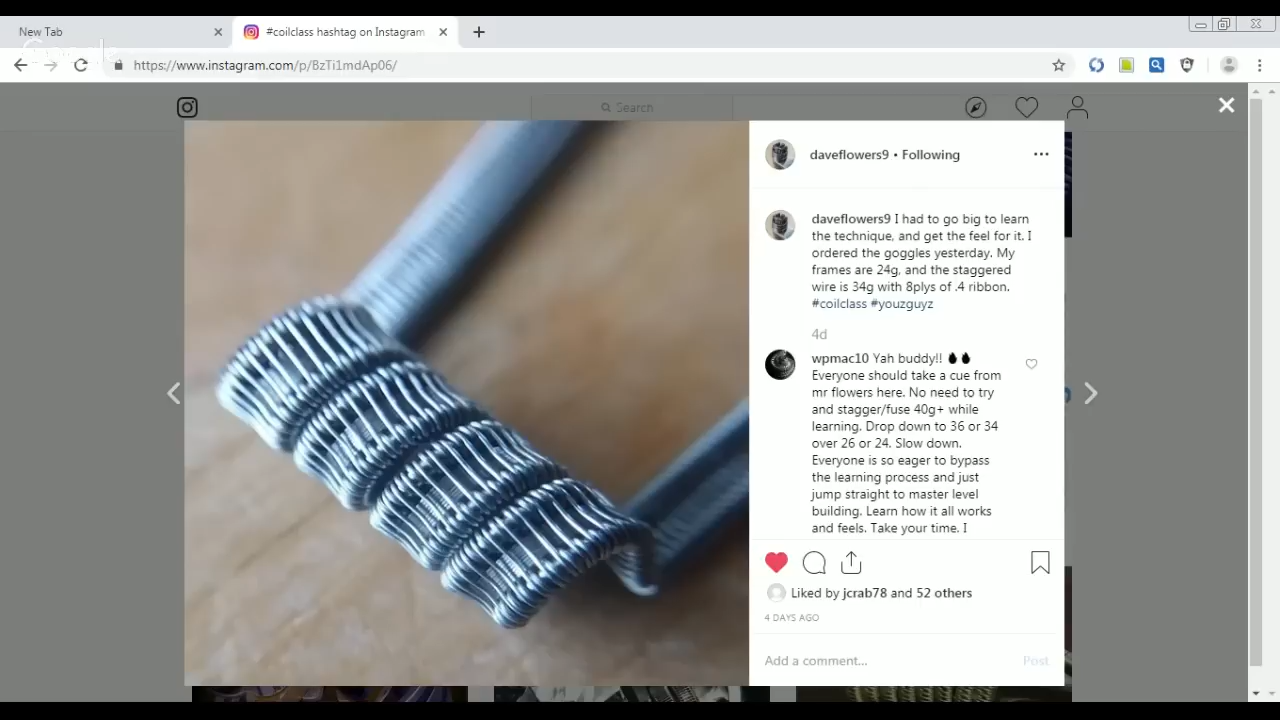 New Tab
#coilclass hashtag on Instagram
Google
https://www.instagram.com/p/BzTi1mdAp06/
Search
daveflowers9 • Following
daveflowers9 I had to go big to learn
the technique, and get the feel for it. I
ordered the goggles yesterday. My
frames are 24g, and the staggered
wire is 34g with 8plys of .4 ribbon.
#coilclass #youzguyz
4d
wpmac10 Yah buddy!!
Everyone should take a cue from
mr flowers here. No need to try
and stagger/fuse 40g+ while
learning. Drop down to 36 or 34
over 26 or 24. Slow down.
Everyone is so eager to bypass
the learning process and just
jump straight to master level
building. Learn how it all works
and feels. Take your time. I
Liked by jcrab78 and 52 others
4 DAYS AGO
Add a comment...
Post